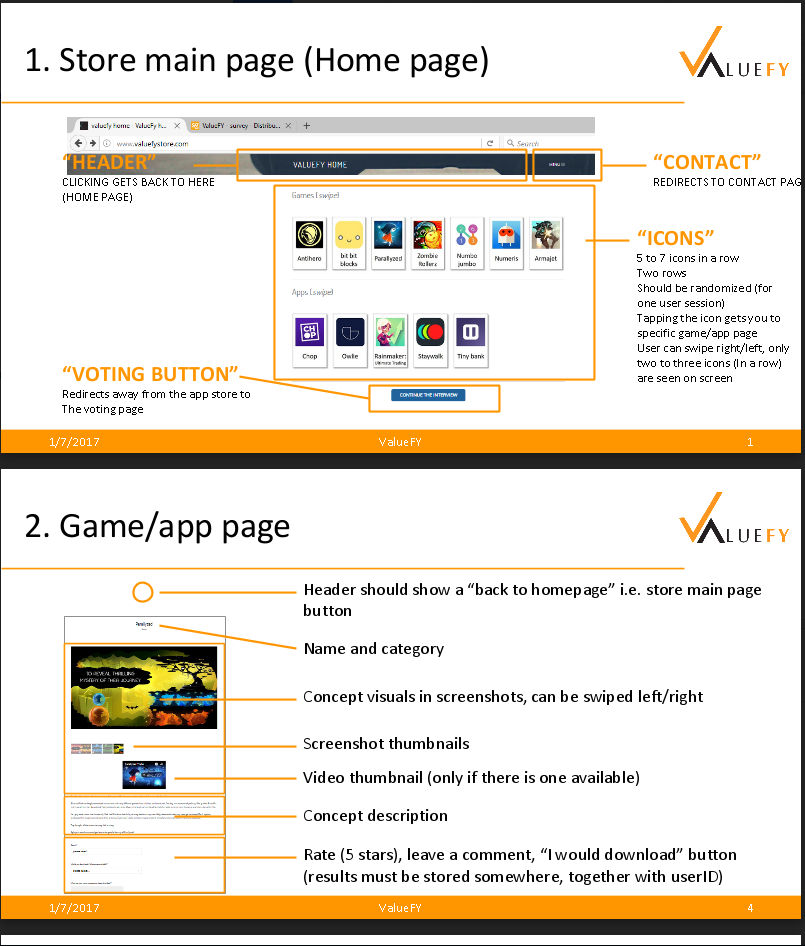 1. Store main page (Home page)
VALUEFY
valuefy home - ValueFy h...
ValueFY - survey - Distribu...
www.valuefystore.com
Search
"HEADER"
VALUEFY HOME
MENU
"CONTACT"
CLICKING GETS BACK TO HERE
(HOME PAGE)
REDIRECTS TO CONTACT PAG
Games (swipe)
Antihero
bit bit
blocks
Parallyzed
Zombie
Rollerz
Numbo
jumbo
Numeris
Armajet
"ICONS"
5 to 7 icons in a row
Two rows
Should be randomized (for
one user session)
Tapping the icon gets you to
specific game/app page
User can swipe right/left, only
two to three icons (In a row)
are seen on screen
Apps (swipe)
CH
OP
Chop
Owlie
Rainmaker:
Ultimate Trading
Staywalk
Tiny bank
"VOTING BUTTON"
Redirects away from the app store to
The voting page
CONTINUE THE INTERVIEW
1/7/2017
ValueFY
1
2. Game/app page
VALUEFY
Header should show a "back to homepage" i.e. store main page
button
Parallyzed
Name and category
TO REVEAL THRILLING
MYSTERY OF THEIR JOURNEY
Concept visuals in screenshots, can be swiped left/right
Screenshot thumbnails
Video thumbnail (only if there is one available)
Concept description
Rate (5 stars), leave a comment, "I would download" button
(results must be stored somewhere, together with userID)
1/7/2017
ValueFY
4